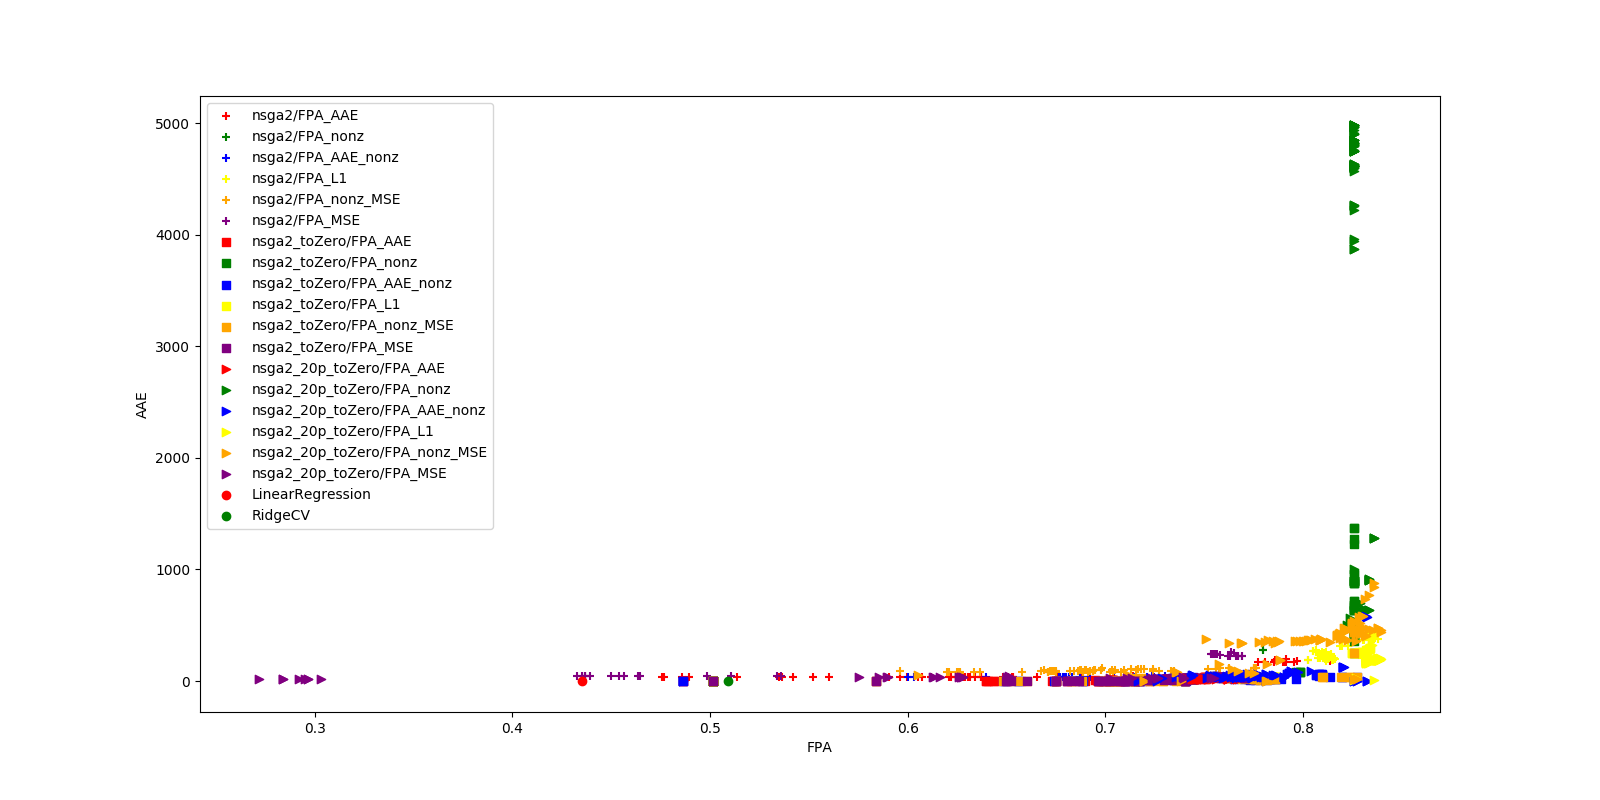 5000
4000
3000
2000
1000
0
AAE
nsga2/FPA_AAE
nsga2/FPA_nonz
nsga2/FPA_AAE_nonz
nsga2/FPA_L1
nsga2/FPA_nonz_MSE
nsga2/FPA_MSE
nsga2_toZero/FPA_AAE
nsga2_toZero/FPA_nonz
nsga2_toZero/FPA_AAE_nonz
nsga2_toZero/FPA_L1
nsga2_toZero/FPA_nonz_MSE
nsga2_toZero/FPA_MSE
nsga2_20p_toZero/FPA_AAE
nsga2_20p_toZero/FPA_nonz
nsga2_20p_toZero/FPA_AAE_nonz
nsga2_20p_toZero/FPA_L1
nsga2_20p_toZero/FPA_nonz_MSE
nsga2_20p_toZero/FPA_MSE
LinearRegression
RidgeCV
0.3 0.4 0.5 0.6 0.7 0.8
FPA